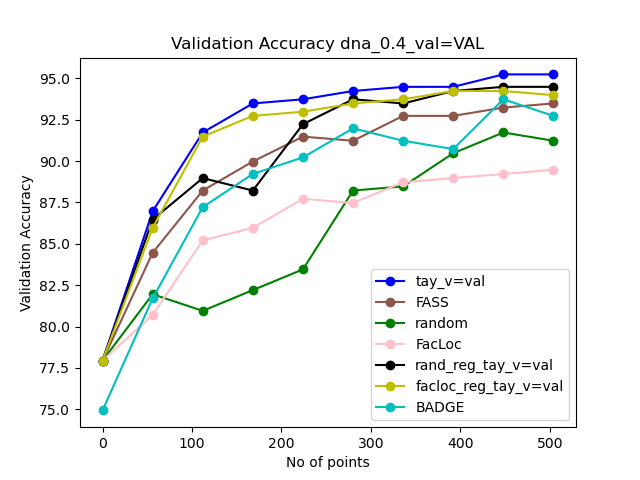 Validation Accuracy dna_0.4_val=VAL
Validation Accuracy
95.0
92.5
90.0
87.5
85.0
82.5
80.0
77.5
75.0
tay_v=val
FASS
random
FacLoc
rand_reg_tay_v=val
facloc_reg_tay_v=val
BADGE
0 100 200 300 400 500
No of points